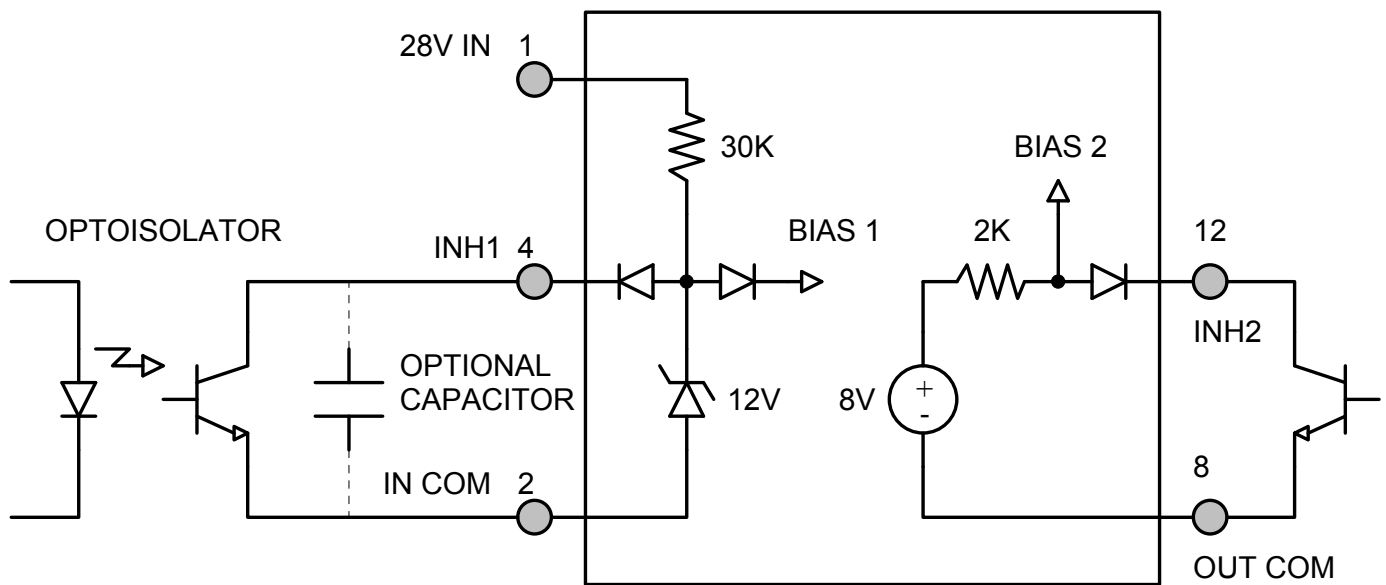 28V IN 1
30K
BIAS 2
OPTOISOLATOR
INH1 4
BIAS 1
2K
12
INH2
OPTIONAL
CAPACITOR
12V
8V
+
-
IN COM 2
8
OUT COM